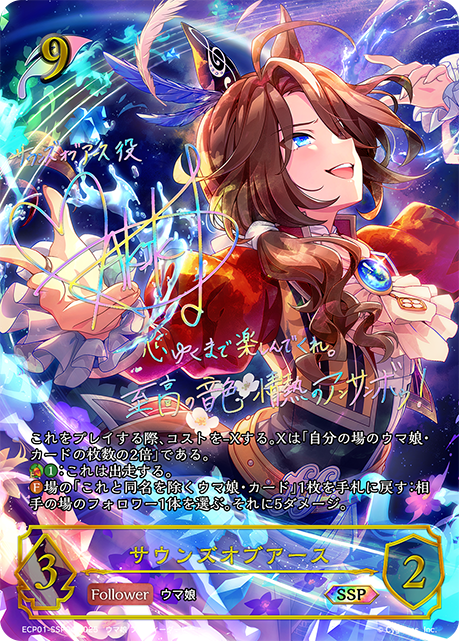 9
サウンズオブアース役
心ゆくまで楽しんでくれ。
至高の音色と情熱のアンサンブル!
これをプレイする際、コストを-Xする。Xは「自分の場のウマ娘・
カードの枚数の2倍」である。
1:これは出走する。
F 場の「これと同名を除くウマ娘・カード」1枚を手札に戻す:相
手の場のフォロワー1体を選ぶ。それに5ダメージ。
サウンズオブアース
3
Follower ウマ娘
SSP
2